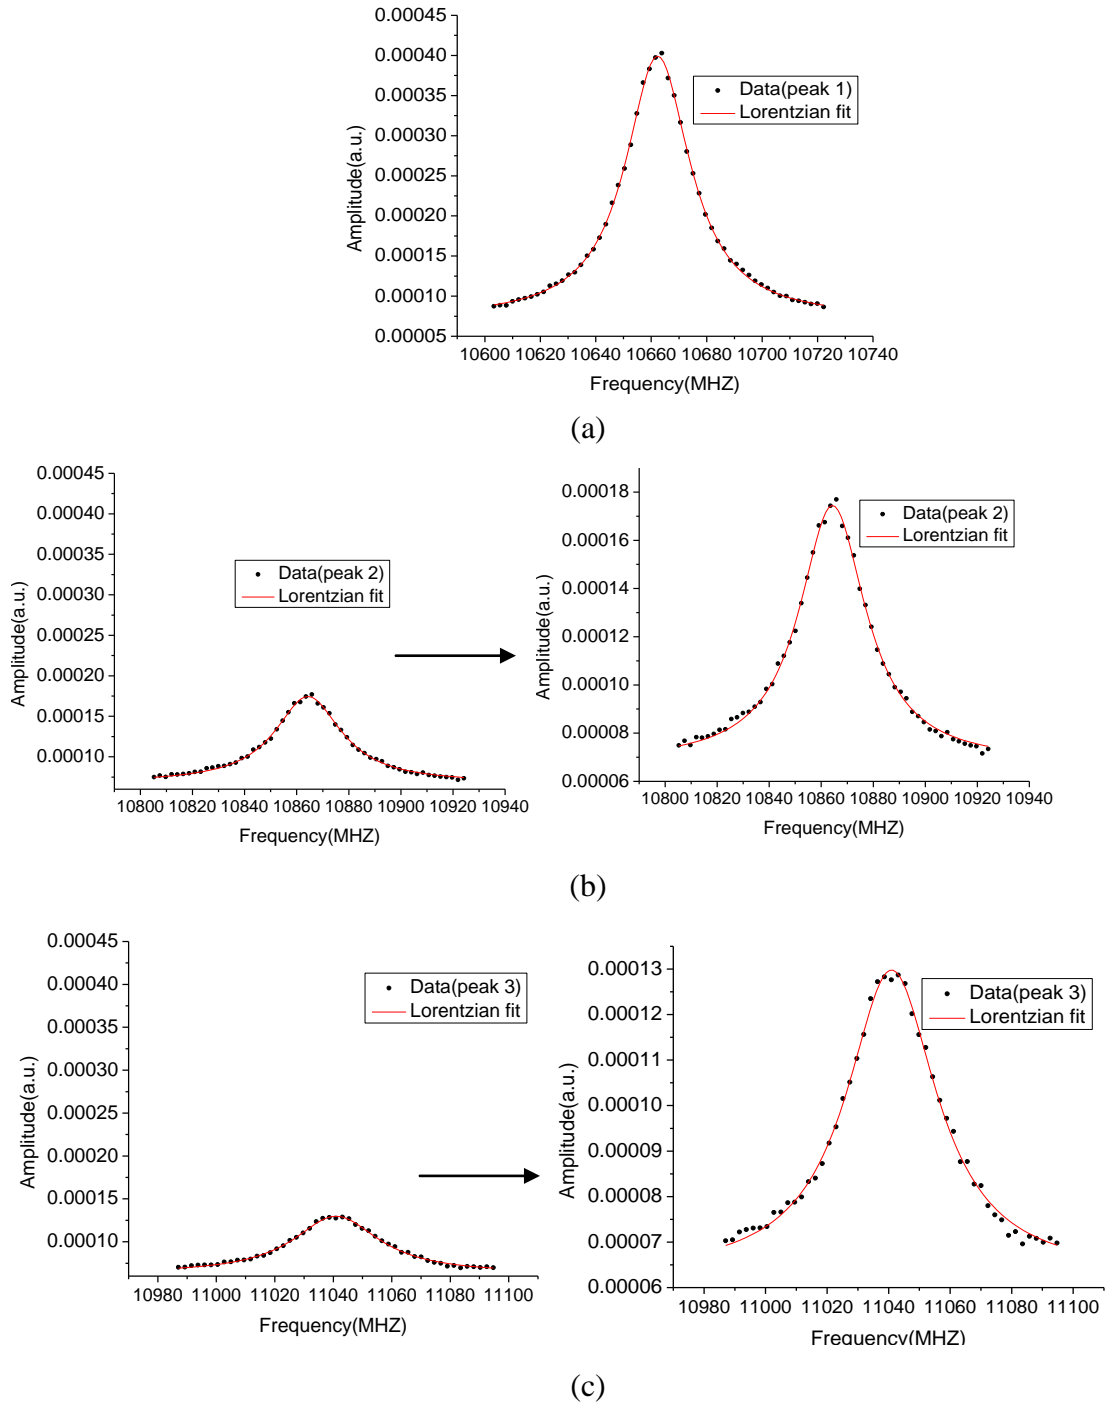 0.00045
0.00040
0.00035
0.00030
0.00025
0.00020
0.00015
0.00010
0.00005
Amplitude(a.u.)
Data(peak 1)
Lorentzian fit
10600 10620 10640 10660 10680 10700 10720 10740
Frequency(MHZ)
(a)
0.00045
0.00040
0.00035
0.00030
0.00025
0.00020
0.00015
0.00010
Amplitude(a.u.)
Data(peak 2)
Lorentzian fit
10800 10820 10840 10860 10880 10900 10920 10940
Frequency(MHZ)
0.00018
0.00016
0.00014
0.00012
0.00010
0.00008
0.00006
Amplitude(a.u.)
Data(peak 2)
Lorentzian fit
10800 10820 10840 10860 10880 10900 10920 10940
Frequency(MHZ)
(b)
0.00045
0.00040
0.00035
0.00030
0.00025
0.00020
0.00015
0.00010
Amplitude(a.u.)
Data(peak 3)
Lorentzian fit
10980 11000 11020 11040 11060 11080 11100
Frequency(MHZ)
0.00013
0.00012
0.00011
0.00010
0.00009
0.00008
0.00007
0.00006
Amplitude(a.u.)
Data(peak 3)
Lorentzian fit
10980 11000 11020 11040 11060 11080 11100
Frequency(MHZ)
(c)